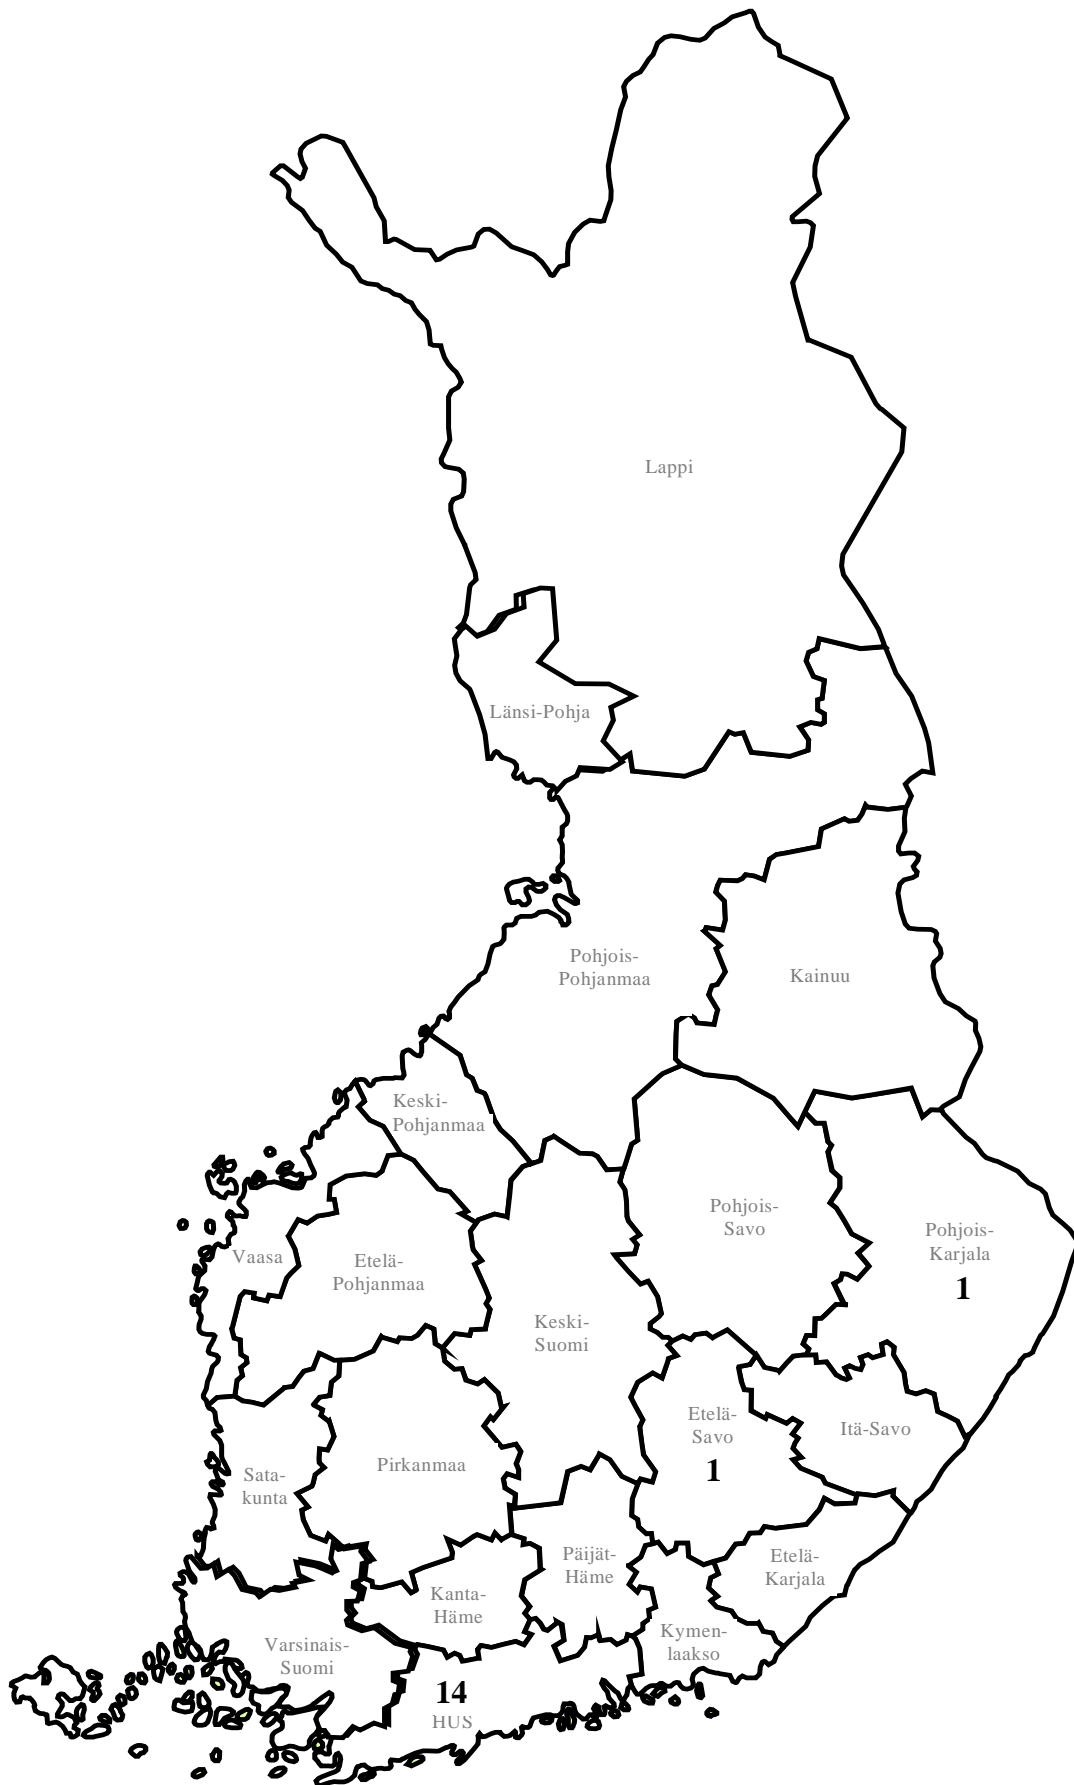 Lappi
Länsi-Pohja
Pohjois-
Pohjanmaa
Kainuu
Keski-
Pohjanmaa
Pohjois-
Savo
Pohjois-
Karjala
1
Vaasa
Etelä-
Pohjanmaa
Keski-
Suomi
Etelä-
Savo
1
Itä-Savo
Sata-
kunta
Pirkanmaa
Päijät-
Häme
Etelä-
Karjala
Kanta-
Häme
Kymen-
laakso
Varsinais-
Suomi
14
HUS